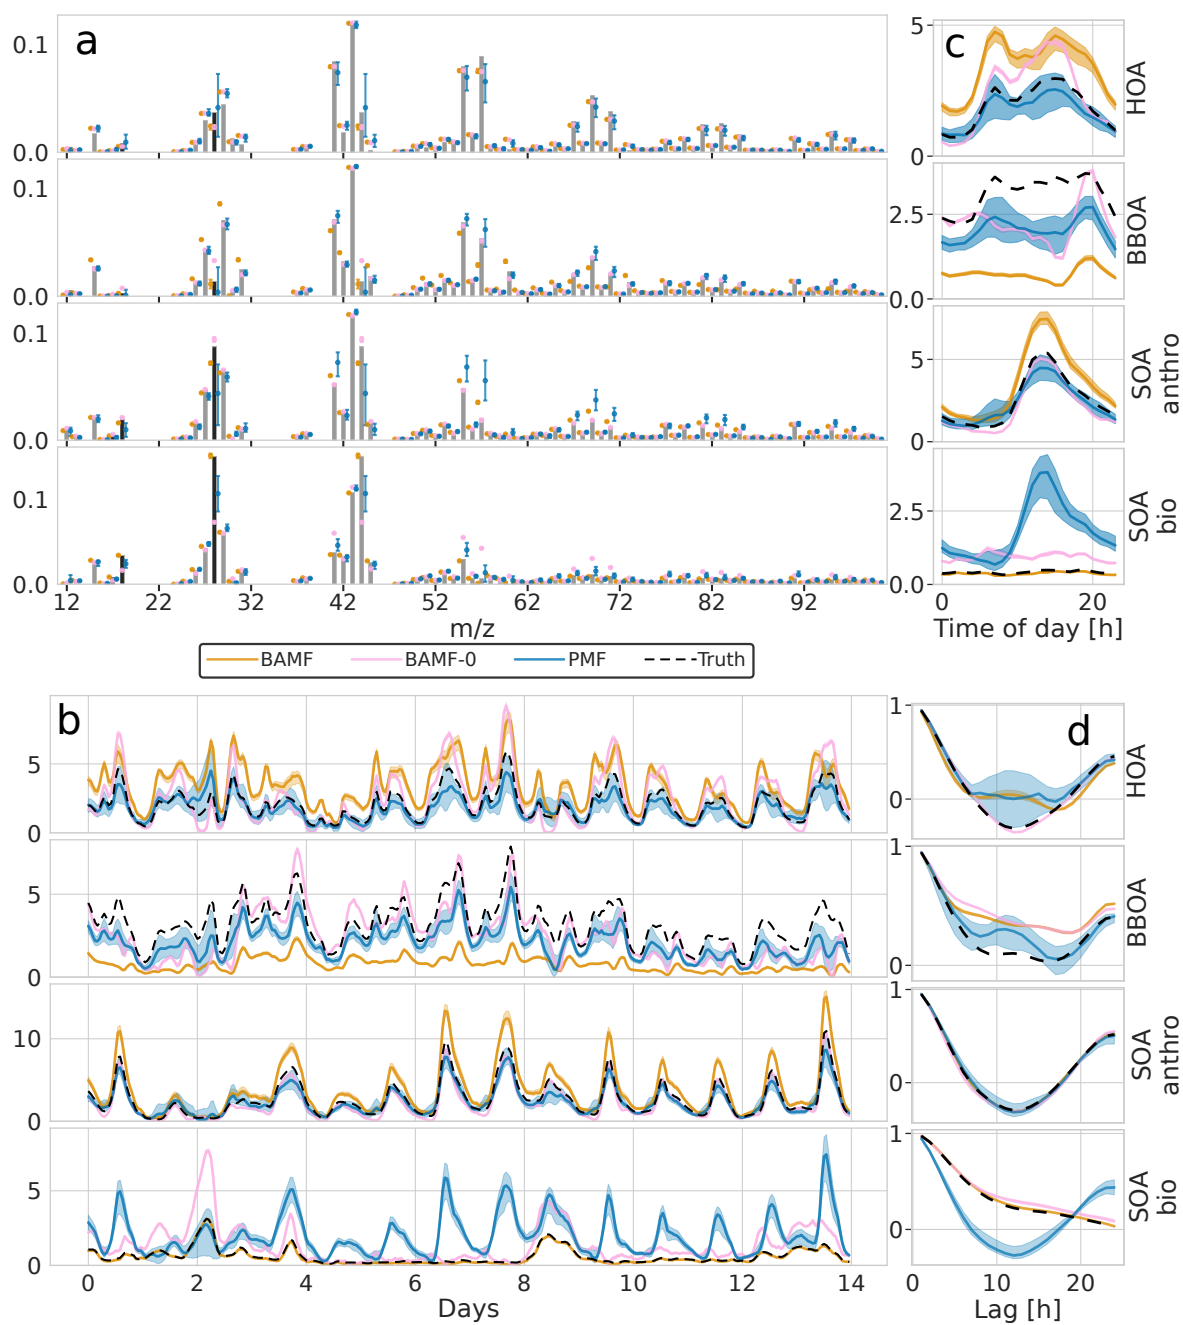 a
0.1
0.0
0.1
0.0
0.1
0.0
0.1
0.0
12 22 32 42 52 62 72 82 92
m/z
c
5
0
HOA
2.5
0.0
BBOA
5
0
SOA
anthro
2.5
0.0
SOA
bio
0 20
Time of day [h]
BAMF BAMF-0 PMF Truth
b
5
0
5
0
10
0
5
0
0 2 4 6 8 10 12 14
Days
d
1
0
HOA
1
0
BBOA
1
0
SOA
anthro
1
0
SOA
bio
0 10 20
Lag [h]